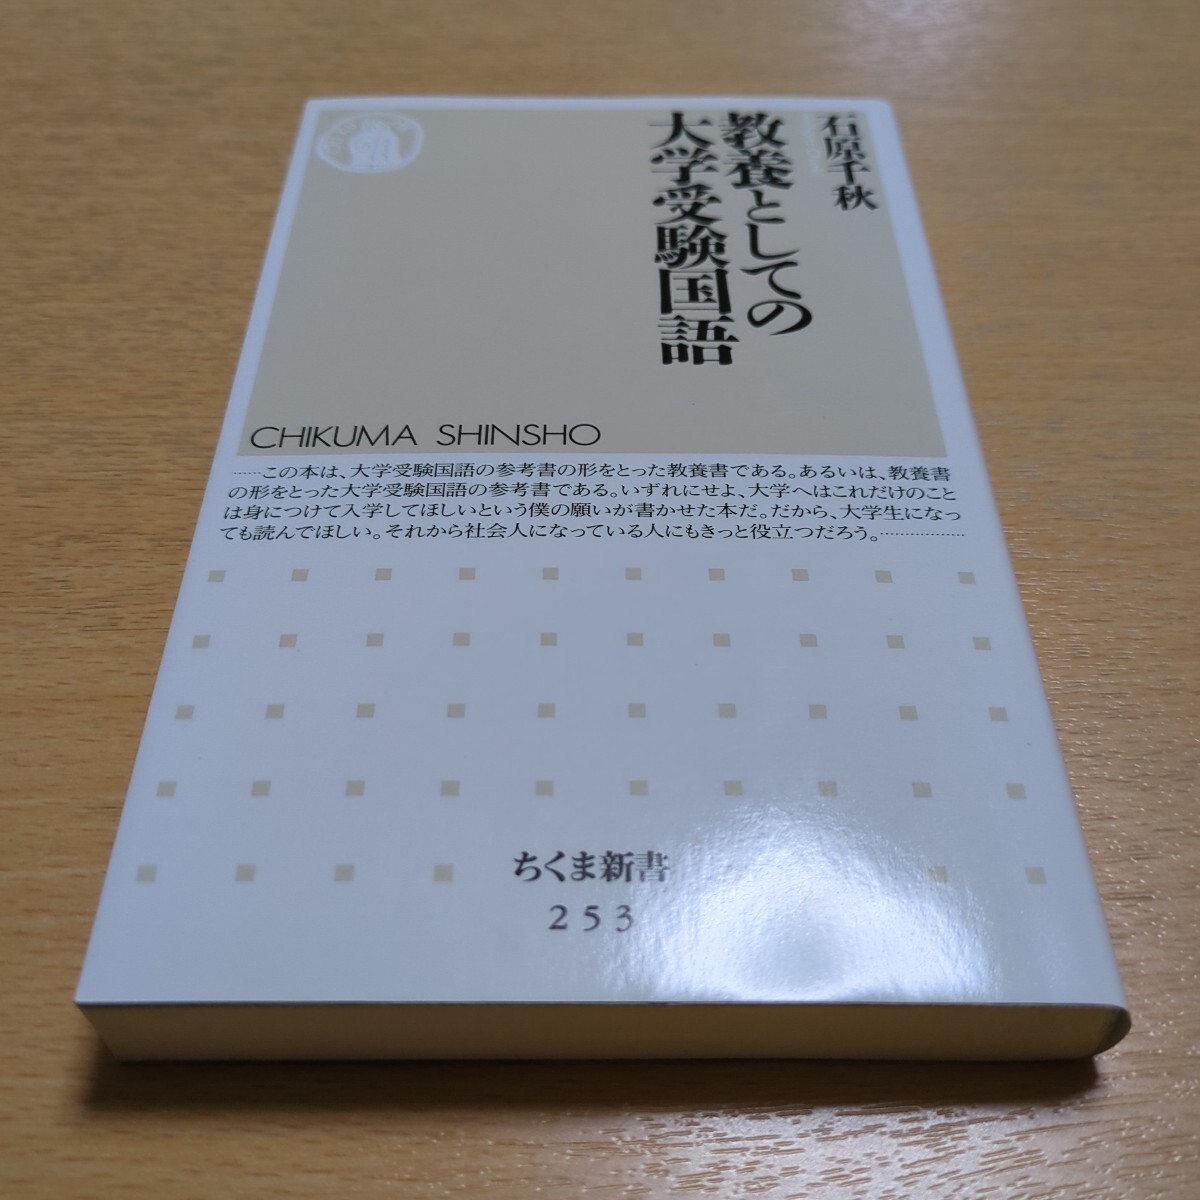 石原千秋
教養としての
大学受験国語
CHIKUMA SHINSHO
……この本は、大学受験国語の参考書の形をとった教養書である。あるいは、教養書
の形をとった大学受験国語の参考書である。いずれにせよ、大学へはこれだけのこと
は身につけて入学してほしいという僕の願いが書かせた本だ。だから、大学生になっ
ても読んでほしい。それから社会人になっている人にもきっと役立つだろう。………………
ちくま新書
253